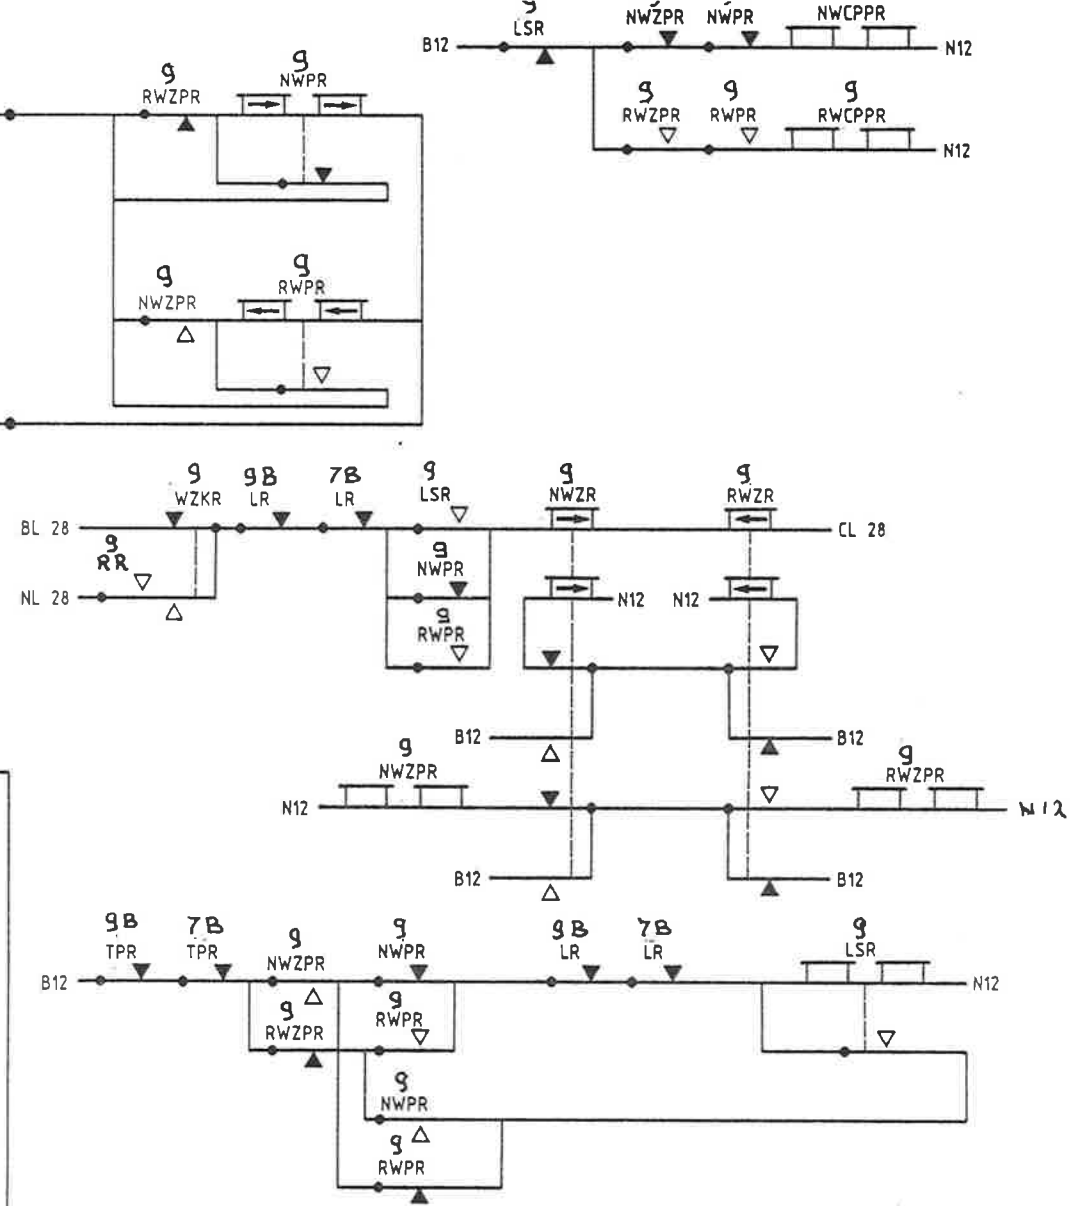 9
LSR
NWZPR
NWPR
NWCPPR
B12
N12
9
RWZPR
9
NWPR
9
RWZPR
9
RWPR
9
RWCPPR
N12
9
NWZPR
9
RWPR
9
WZKR
9B
LR
7B
LR
9
LSR
9
NWZR
9
RWZR
BL 28
CL 28
9
RR
9
NWPR
NL 28
N12
N12
9
RWPR
B12
B12
9
NWZPR
9
RWZPR
N12
N12
B12
B12
9B
TPR
7B
TPR
9
NWZPR
9
NWPR
9B
LR
7B
LR
9
LSR
B12
N12
9
RWZPR
9
RWPR
9
NWPR
9
RWPR